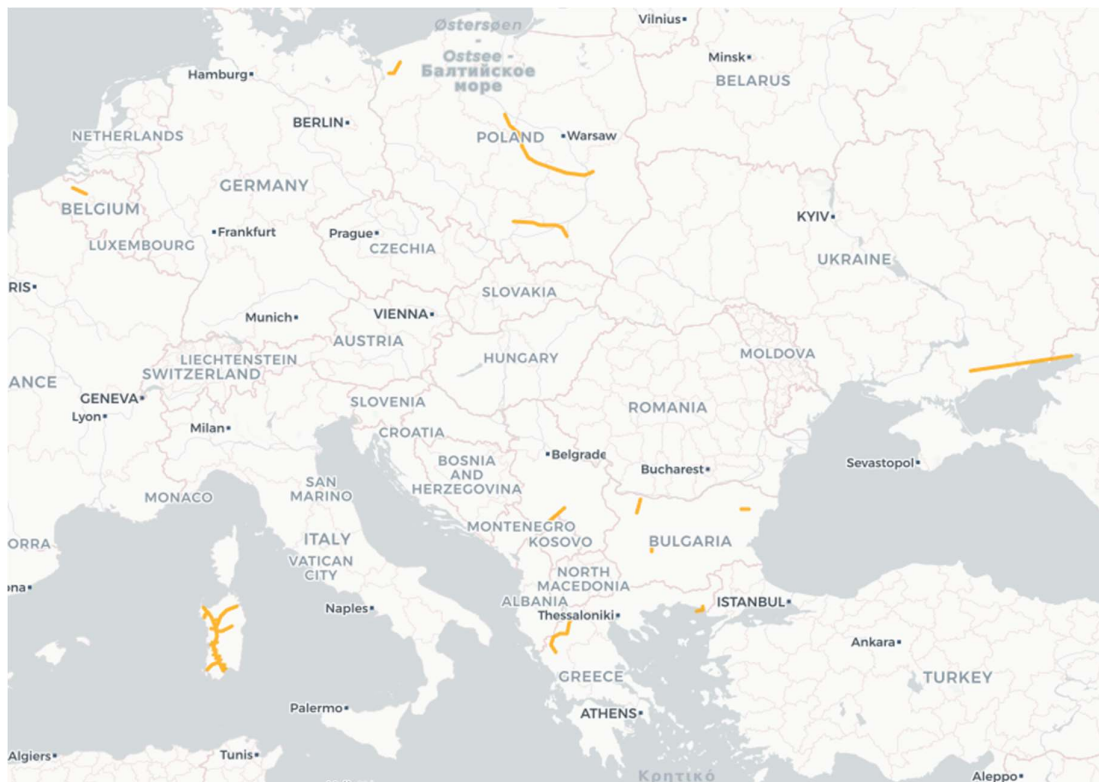 Østersøen
-
Ostsee -
Балтийское
море
Vilnius
Minsk
BELARUS
Hamburg
BERLIN
NETHERLANDS
POLAND
Warsaw
GERMANY
BELGIUM
KYIV
LUXEMBOURG
Frankfurt
Prague
CZECHIA
UKRAINE
RIS
SLOVAKIA
Munich
VIENNA
AUSTRIA
LIECHTENSTEIN
SWITZERLAND
HUNGARY
MOLDOVA
ANCE
GENEVA
Lyon
SLOVENIA
ROMANIA
Milan
CROATIA
Belgrade
BOSNIA
AND
HERZEGOVINA
Bucharest
Sevastopol
SAN
MARINO
MONACO
MONTENEGRO
KOSOVO
ITALY
BULGARIA
ORRA
VATICAN
CITY
NORTH
MACEDONIA
ona
ALBANIA
ISTANBUL
Naples
Thessaloniki
Ankara
GREECE
TURKEY
Palermo
ATHENS
Algiers
Tunis
Κρητικό
Aleppo